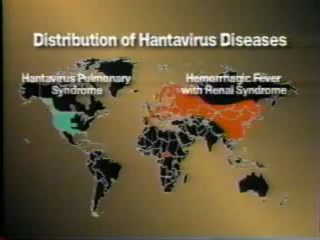 Distribution of Hantavirus Diseases
Hantavirus Pulmonary
Syndrome
Hemorrhagic Fever
with Renal Syndrome